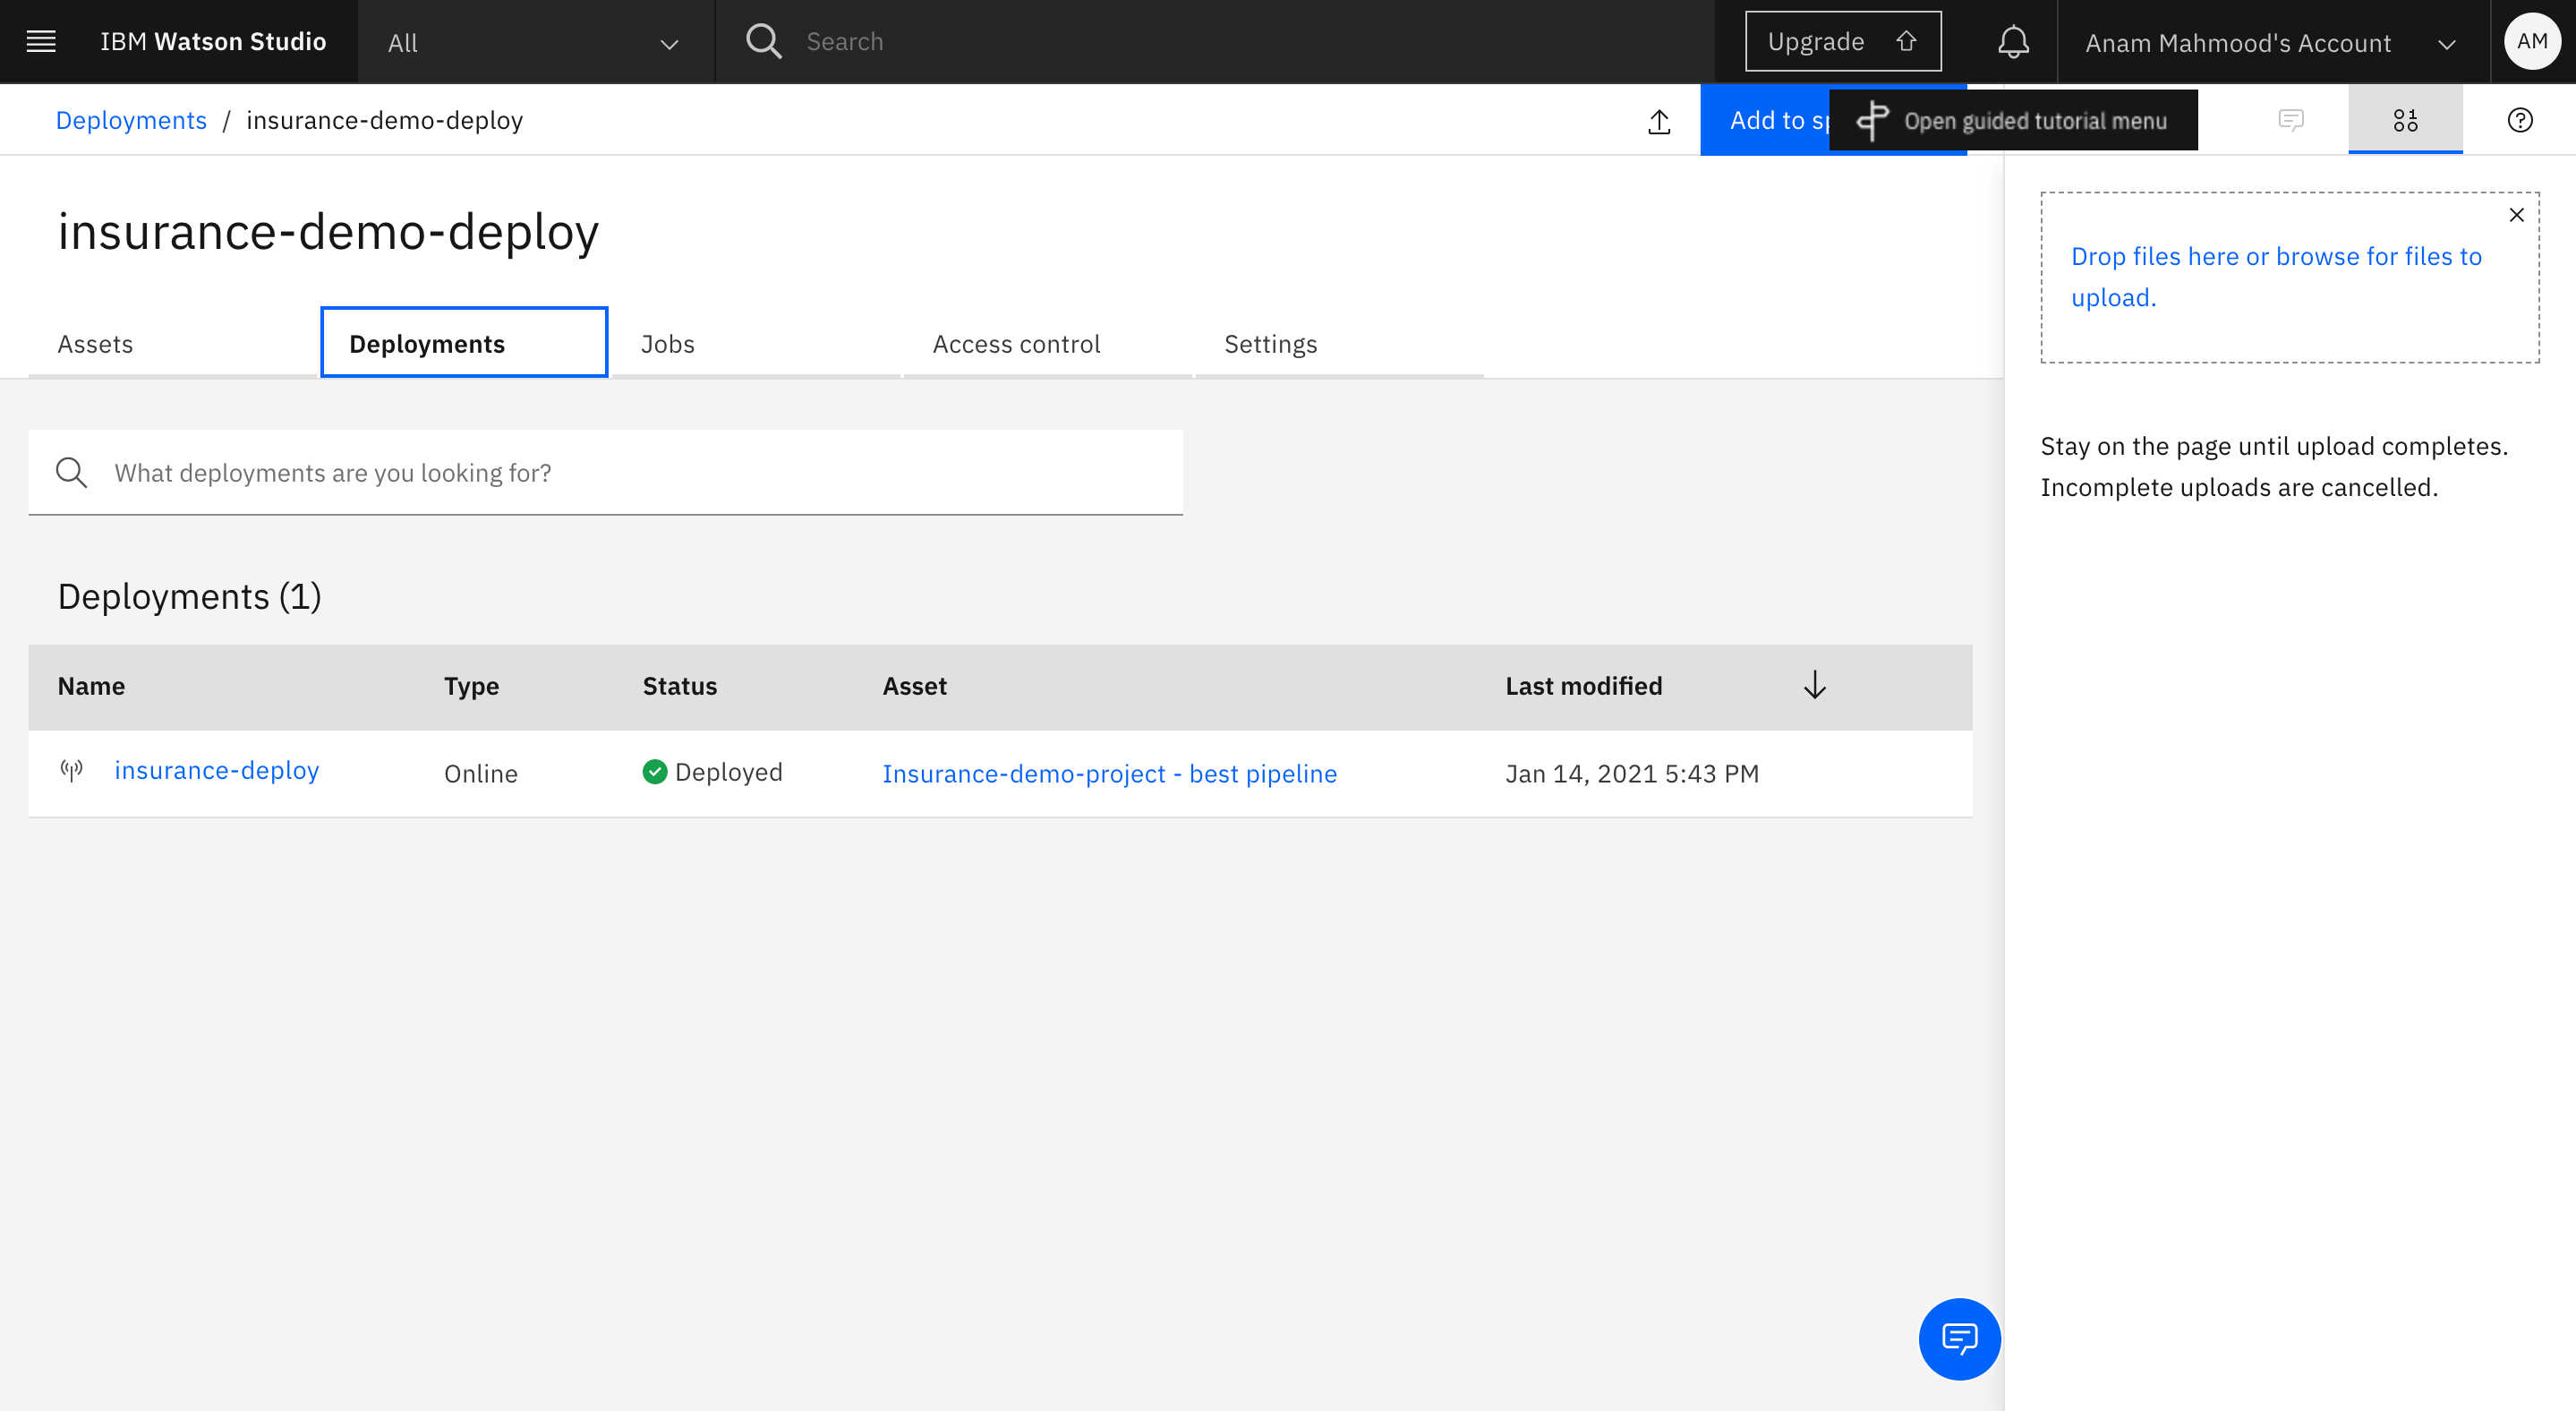 IBM Watson Studio
All
Search
Upgrade
Anam Mahmood's Account
AM
Deployments / insurance-demo-deploy
Add to
Open guided tutorial menu
insurance-demo-deploy
Drop files here or browse for files to
upload.
Assets
Deployments
Jobs
Access control
Settings
Stay on the page until upload completes.
Incomplete uploads are cancelled.
What deployments are you looking for?
Deployments (1)
Name Type Status Asset Last modified
insurance-deploy Online Deployed Insurance-demo-project - best pipeline Jan 14, 2021 5:43 PM